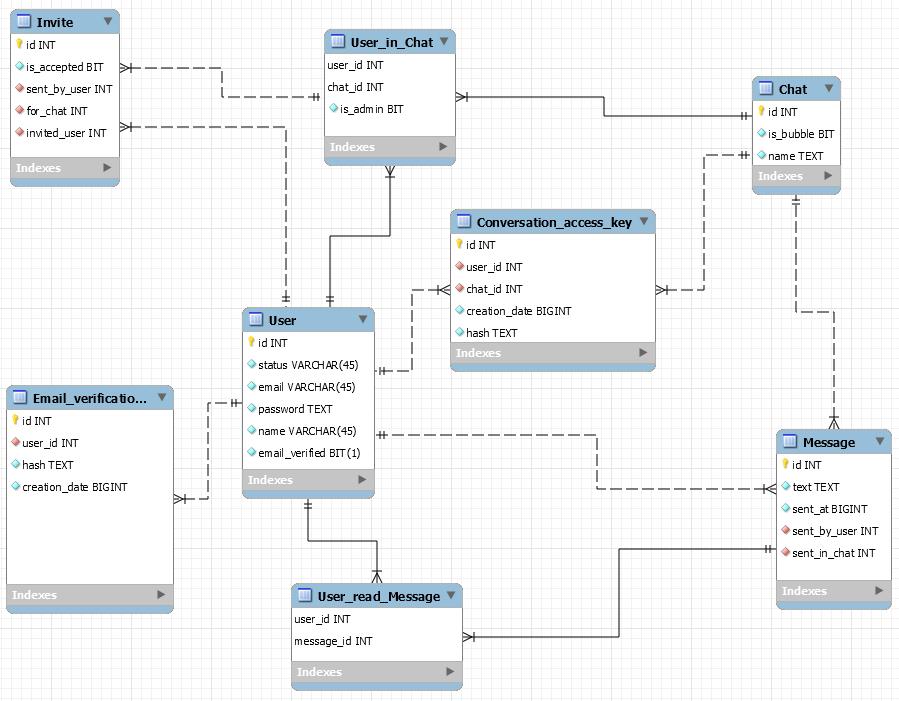 Invite
id INT
is_accepted BIT
sent_by_user INT
for_chat INT
invited_user INT
Indexes
User_in_Chat
user_id INT
chat_id INT
is_admin BIT
Indexes
Chat
id INT
is_bubble BIT
name TEXT
Indexes
Conversation_access_key
id INT
user_id INT
chat_id INT
creation_date BIGINT
hash TEXT
Indexes
User
id INT
status VARCHAR(45)
email VARCHAR(45)
password TEXT
name VARCHAR(45)
email_verified BIT(1)
Indexes
Email_verificatio...
id INT
user_id INT
hash TEXT
creation_date BIGINT
Indexes
Message
id INT
text TEXT
sent_at BIGINT
sent_by_user INT
sent_in_chat INT
Indexes
User_read_Message
user_id INT
message_id INT
Indexes